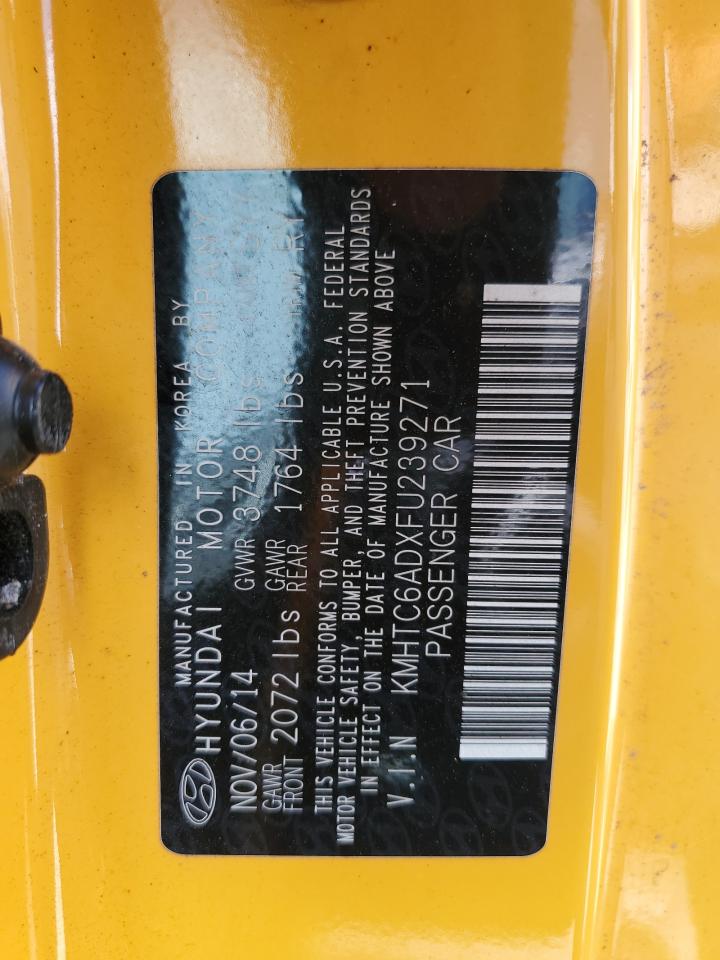 MANUFACTURED IN KOREA BY
HYUNDAI MOTOR COMPANY
NOV/06/14 GVWR 3748 lbs
GAWR FRONT 2072 lbs GAWR REAR 1764 lbs
THIS VEHICLE CONFORMS TO ALL APPLICABLE U.S.A. FEDERAL
MOTOR VEHICLE SAFETY, BUMPER, AND THEFT PREVENTION STANDARDS
IN EFFECT ON THE DATE OF MANUFACTURE SHOWN ABOVE
V.I.N KMHTC6ADXFU239271
PASSENGER CAR